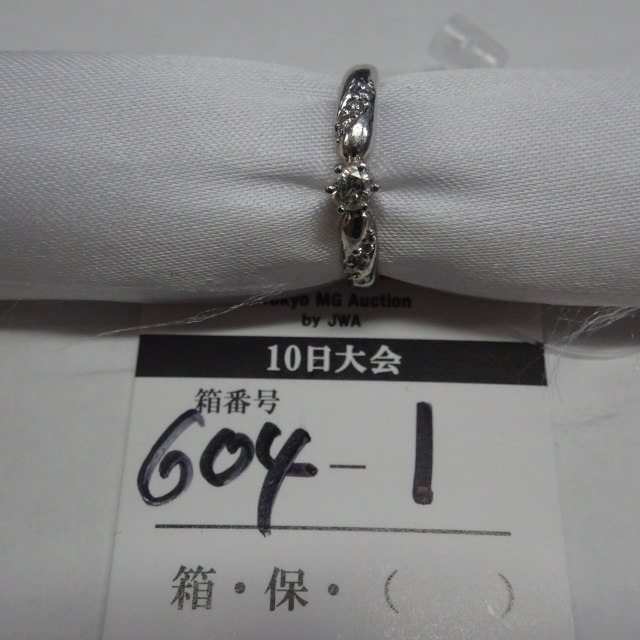 Tokyo MG Auction
by JWA
10日大会
箱番号
604-1
箱・保・（　　）